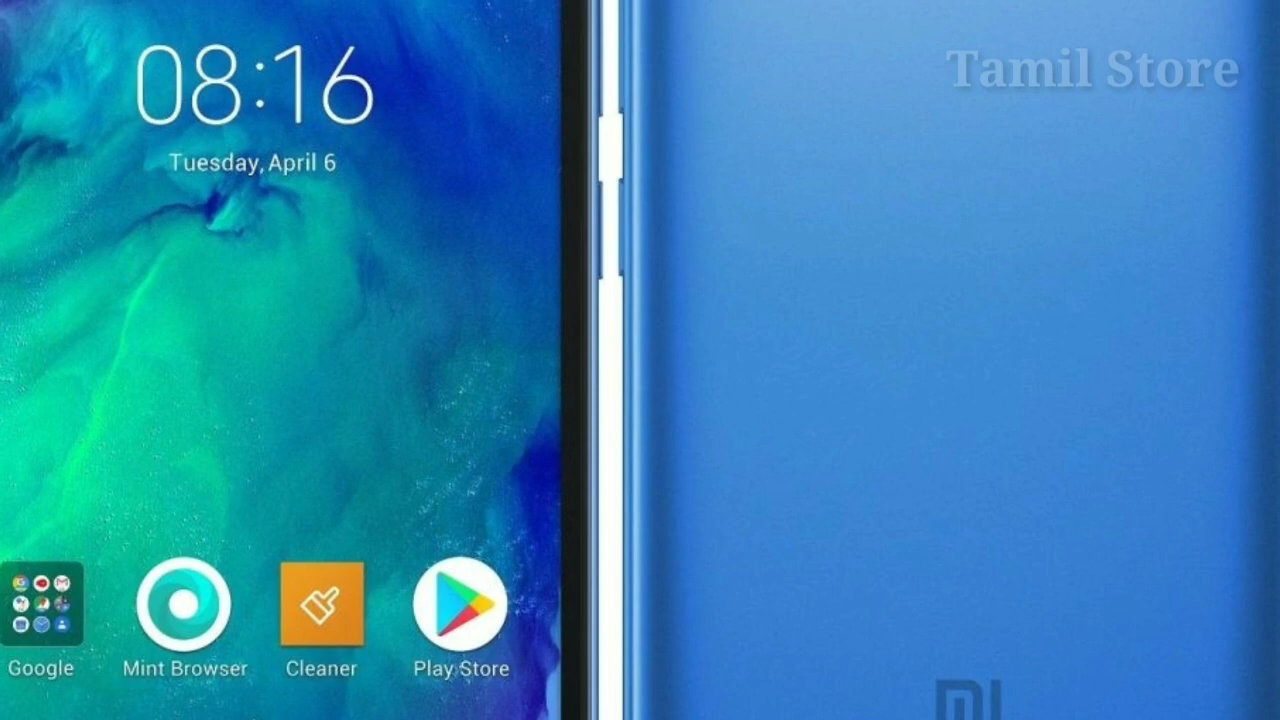 08:16
Tuesday, April 6
Google
Mint Browser
Cleaner
Play Store
Tamil Store
MI